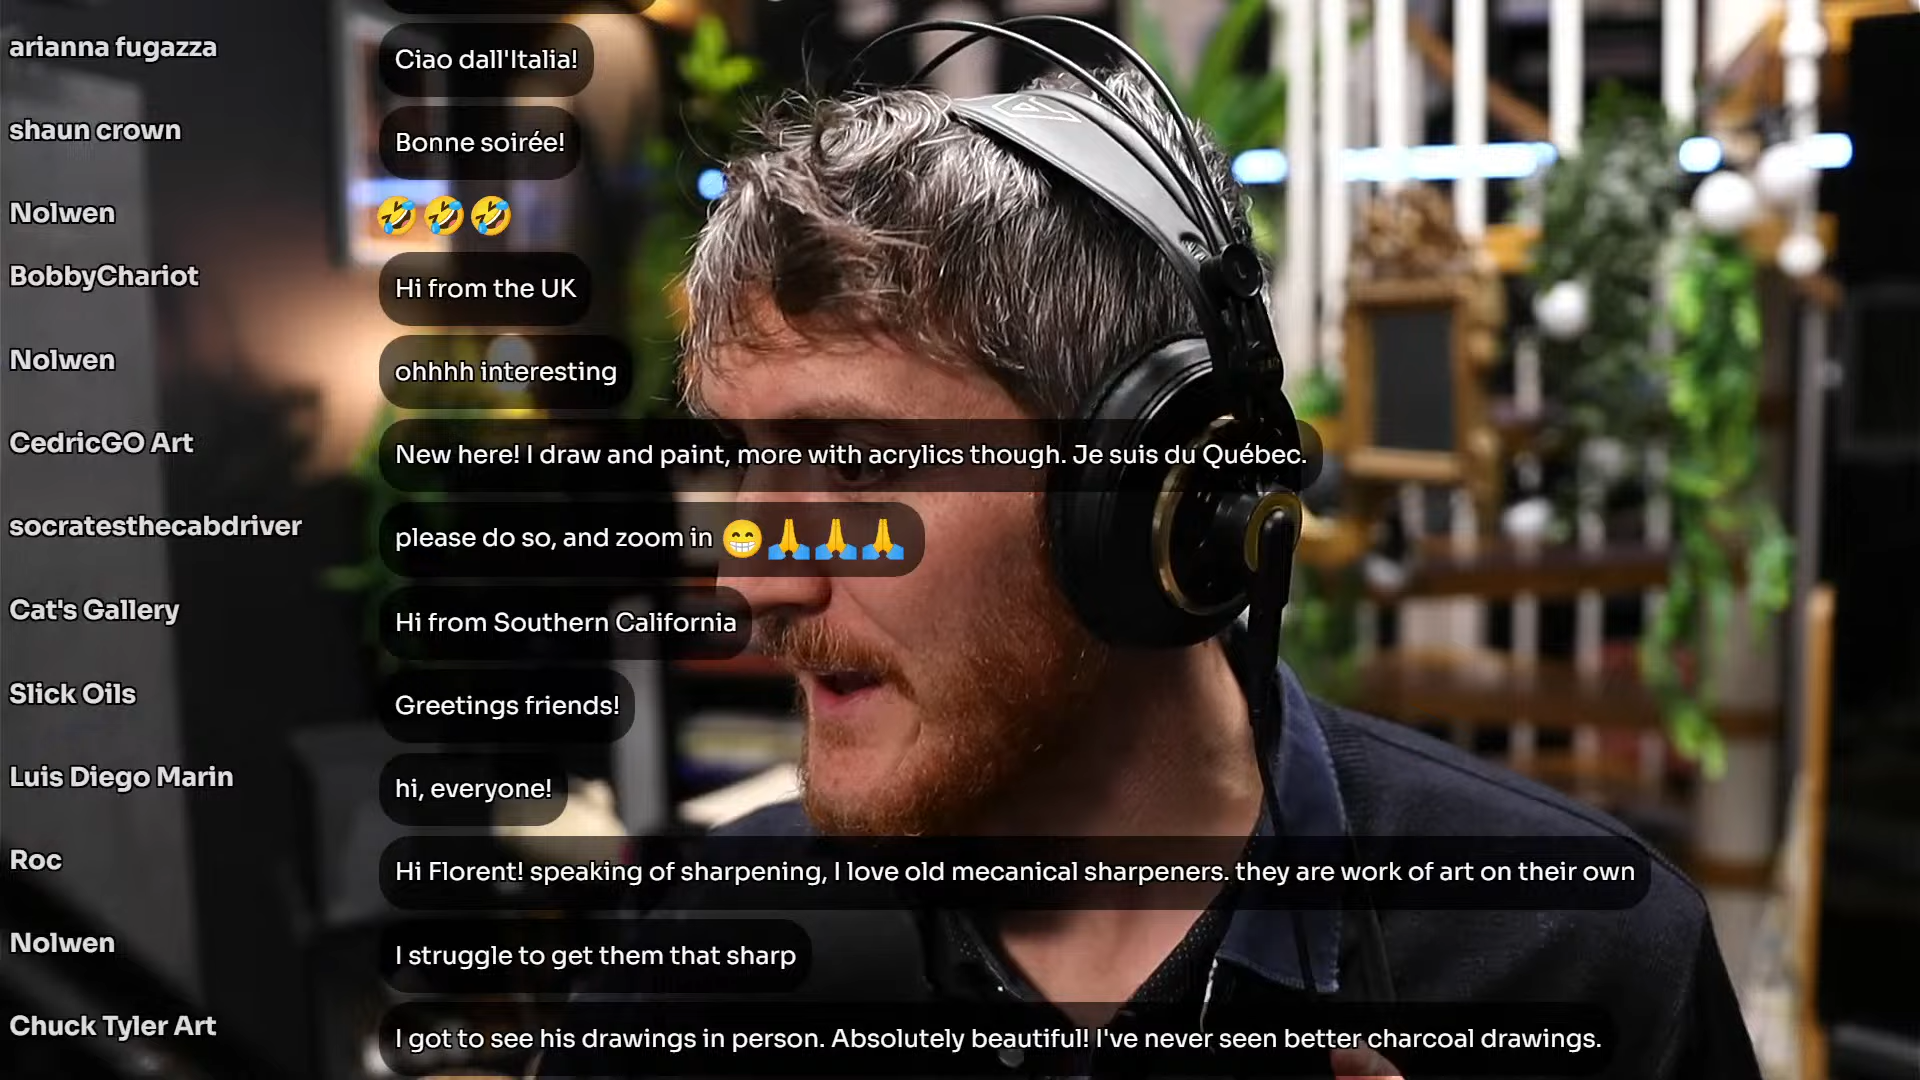 arianna fugazza
Ciao dall'Italia!
shaun crown
Bonne soirée!
Nolwen
🤣🤣🤣
BobbyChariot
Hi from the UK
Nolwen
ohhhh interesting
CedricGO Art
New here! I draw and paint, more with acrylics though. Je suis du Québec.
socratesthecabdriver
please do so, and zoom in 😁🙏🙏🙏
Cat's Gallery
Hi from Southern California
Slick Oils
Greetings friends!
Luis Diego Marin
hi, everyone!
Roc
Hi Florent! speaking of sharpening, I love old mecanical sharpeners. they are work of art on their own
Nolwen
I struggle to get them that sharp
Chuck Tyler Art
I got to see his drawings in person. Absolutely beautiful! I've never seen better charcoal drawings.